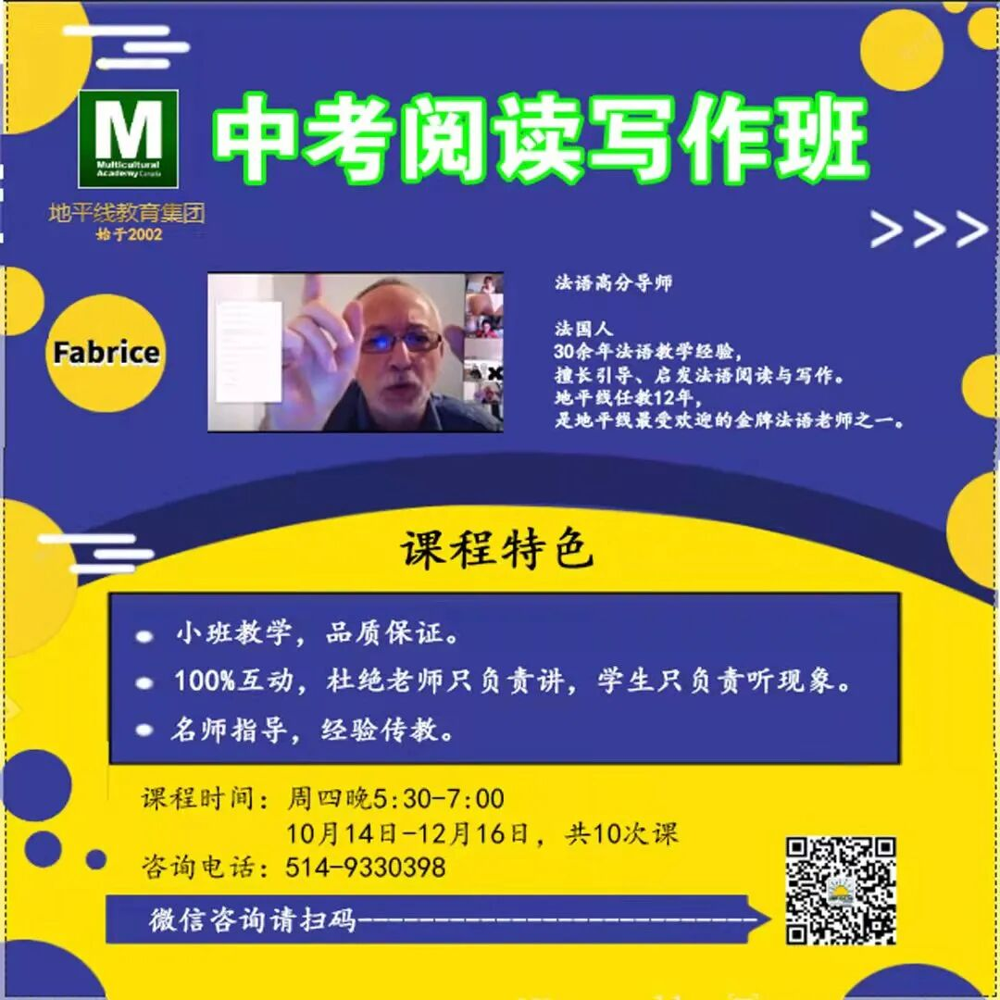 中考阅读写作班
M
Multicultural
Academy Canada
地平线教育集团
始于2002
>>>
Fabrice
法语高分导师
法国人
30余年法语教学经验，
擅长引导、启发法语阅读与写作。
地平线任教12年，
是地平线最受欢迎的金牌法语老师之一。
课程特色
小班教学，品质保证。
100%互动，杜绝老师只负责讲，学生只负责听现象。
名师指导，经验传教。
课程时间：周四晚5:30-7:00
10月14日-12月16日，共10次课
咨询电话：514-9330398
微信咨询请扫码